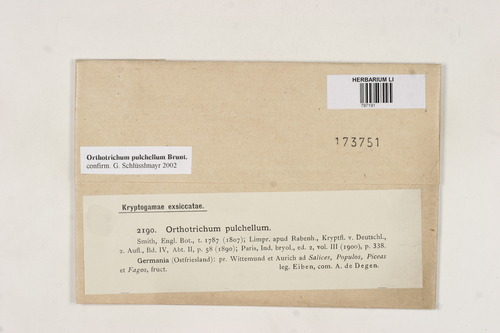 HERBARIUM LI
787191
173751
Orthotrichum pulchellum Brunt.
confirm. G. Schlüsslmayr 2002
Kryptogamae exsiccatae.
2190. Orthotrichum pulchellum.
Smith, Engl. Bot., t. 1787 (1807); Limpr. apud Rabenh., Kryptfl. v. Deutschl.,
2. Aufl., Bd. IV, Abt. II, p. 58 (1890); Paris, Ind. bryol., ed. 2, vol. III (1900), p. 338.
Germania (Ostfriesland): pr. Wittemund et Aurich ad Salices, Populos, Piceas
et Fagos, fruct. leg. Eiben, com. A. de Degen.